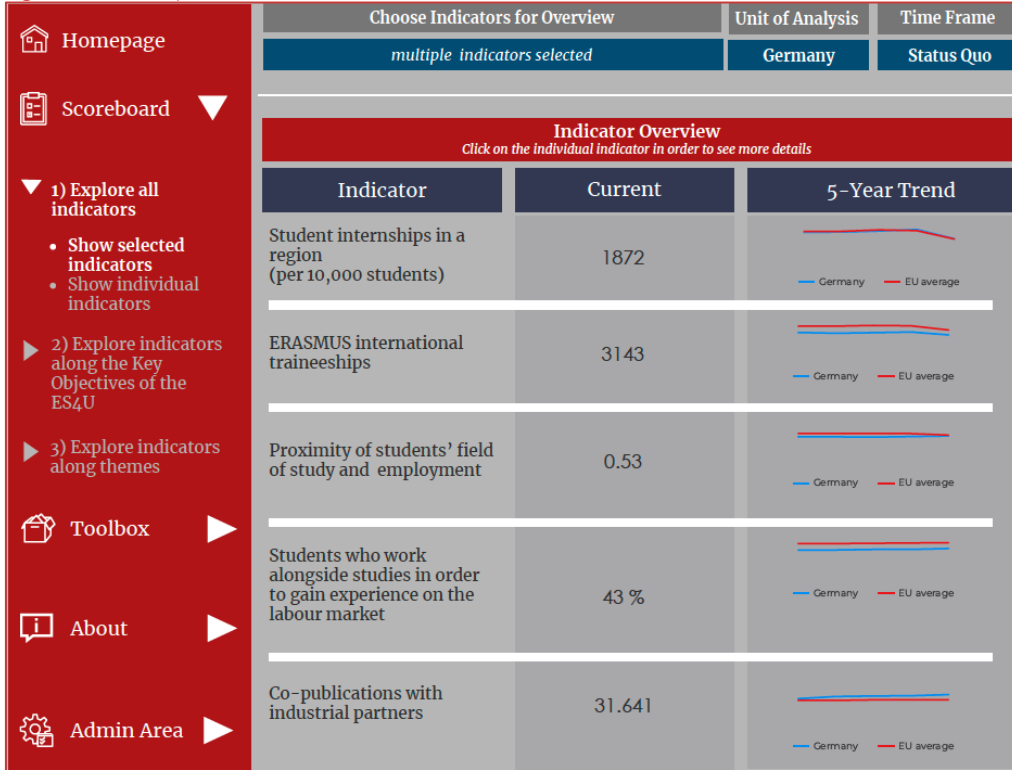 Homepage
Scoreboard
1) Explore all
indicators
• Show selected
indicators
• Show individual
indicators
2) Explore indicators
along the Key
Objectives of the
ES4U
3) Explore indicators
along themes
Toolbox
About
Admin Area
Choose Indicators for Overview
Unit of Analysis
Time Frame
multiple indicators selected
Germany
Status Quo
Indicator Overview
Click on the individual indicator in order to see more details
Indicator
Current
5-Year Trend
Student internships in a
region
(per 10,000 students)
1872
Germany
EU average
ERASMUS international
traineeships
3143
Germany
EU average
Proximity of students' field
of study and employment
0.53
Germany
EU average
Students who work
alongside studies in order
to gain experience on the
labour market
43 %
Germany
EU average
Co-publications with
industrial partners
31.641
Germany
EU average